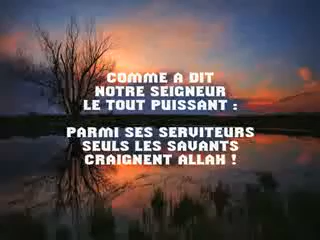 COMME A DIT
NOTRE SEIGNEUR
LE TOUT PUISSANT :
PARMI SES SERVITEURS
SEULS LES SAVANTS
CRAIGNENT ALLAH !